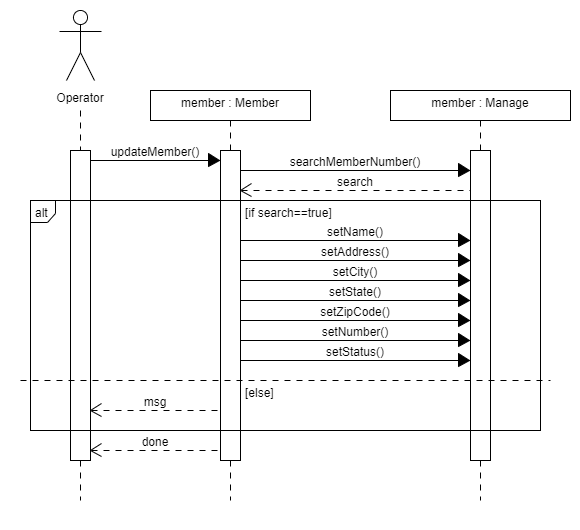 Operator
member : Member
member : Manage
updateMember()
searchMemberNumber()
search
alt
[if search==true]
setName()
setAddress()
setCity()
setState()
setZipCode()
setNumber()
setStatus()
[else]
msg
done